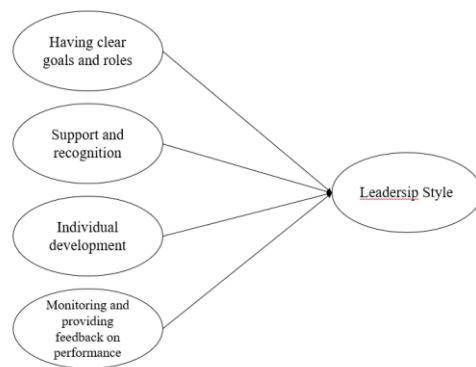 Having clear
goals and roles
Support and
recognition
Individual
development
Monitoring and
providing
feedback on
performance
Leadersip Style